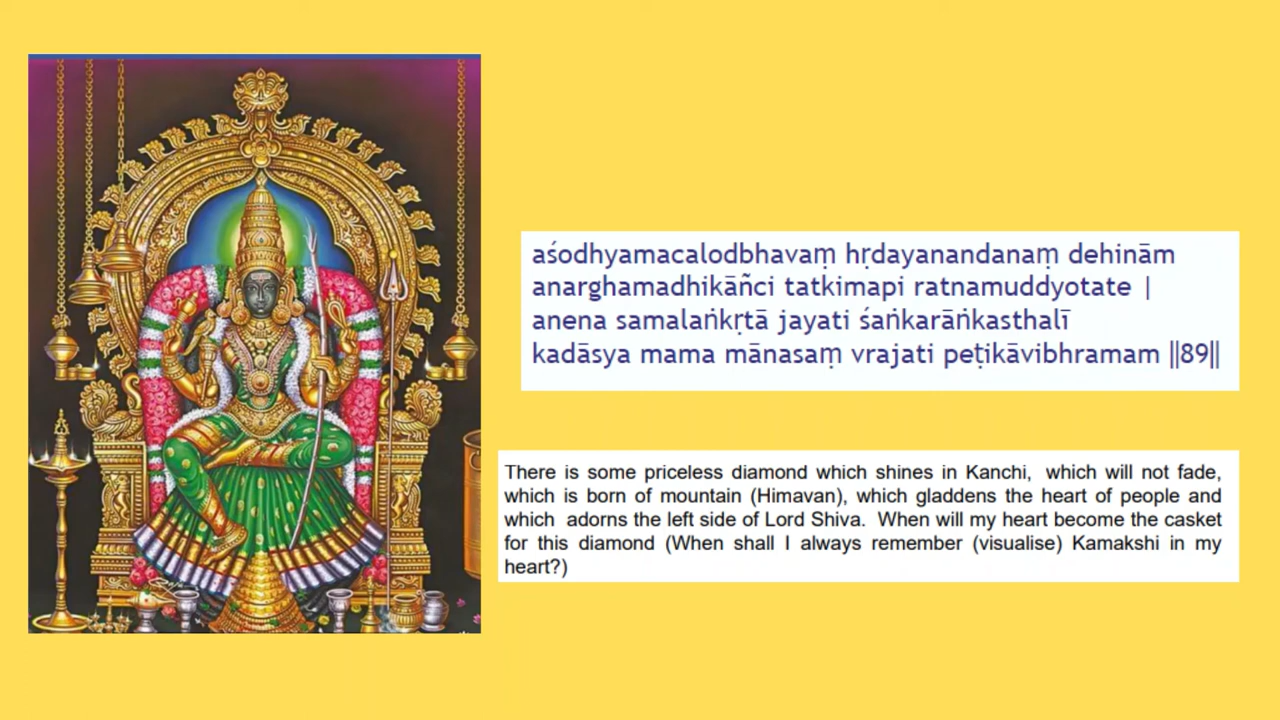 aśodhyamacalodbhavaṃ hṛdayanandanaṃ dehinām
anarghamadhikāñci tatkimapi ratnamuddyotate |
anena samalaṅkṛtā jayati śaṅkarāṅkasthalī
kadāsya mama mānasaṃ vrajati peṭikāvibhramam ||89||
There is some priceless diamond which shines in Kanchi, which will not fade,
which is born of mountain (Himavan), which gladdens the heart of people and
which adorns the left side of Lord Shiva. When will my heart become the casket
for this diamond (When shall I always remember (visualise) Kamakshi in my
heart?)